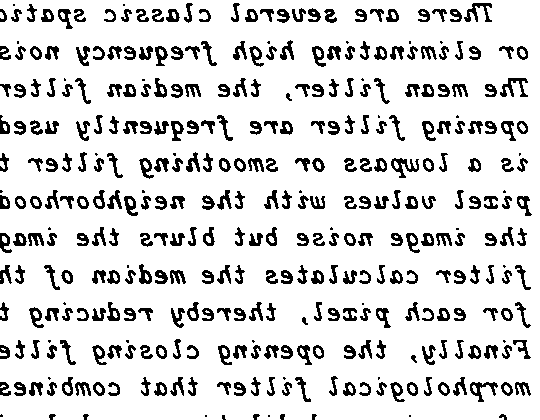 There are several classic spatio
or eliminating high frequency nois
The mean filter, the median filter
opening filter are frequently used
is a lowpass or smoothing filter t
pixel values with the neighborhood
the image noise but blurs the imag
filter calculates the median of th
for each pixel, thereby reducing t
Finally, the opening closing filte
morphological filter that combines